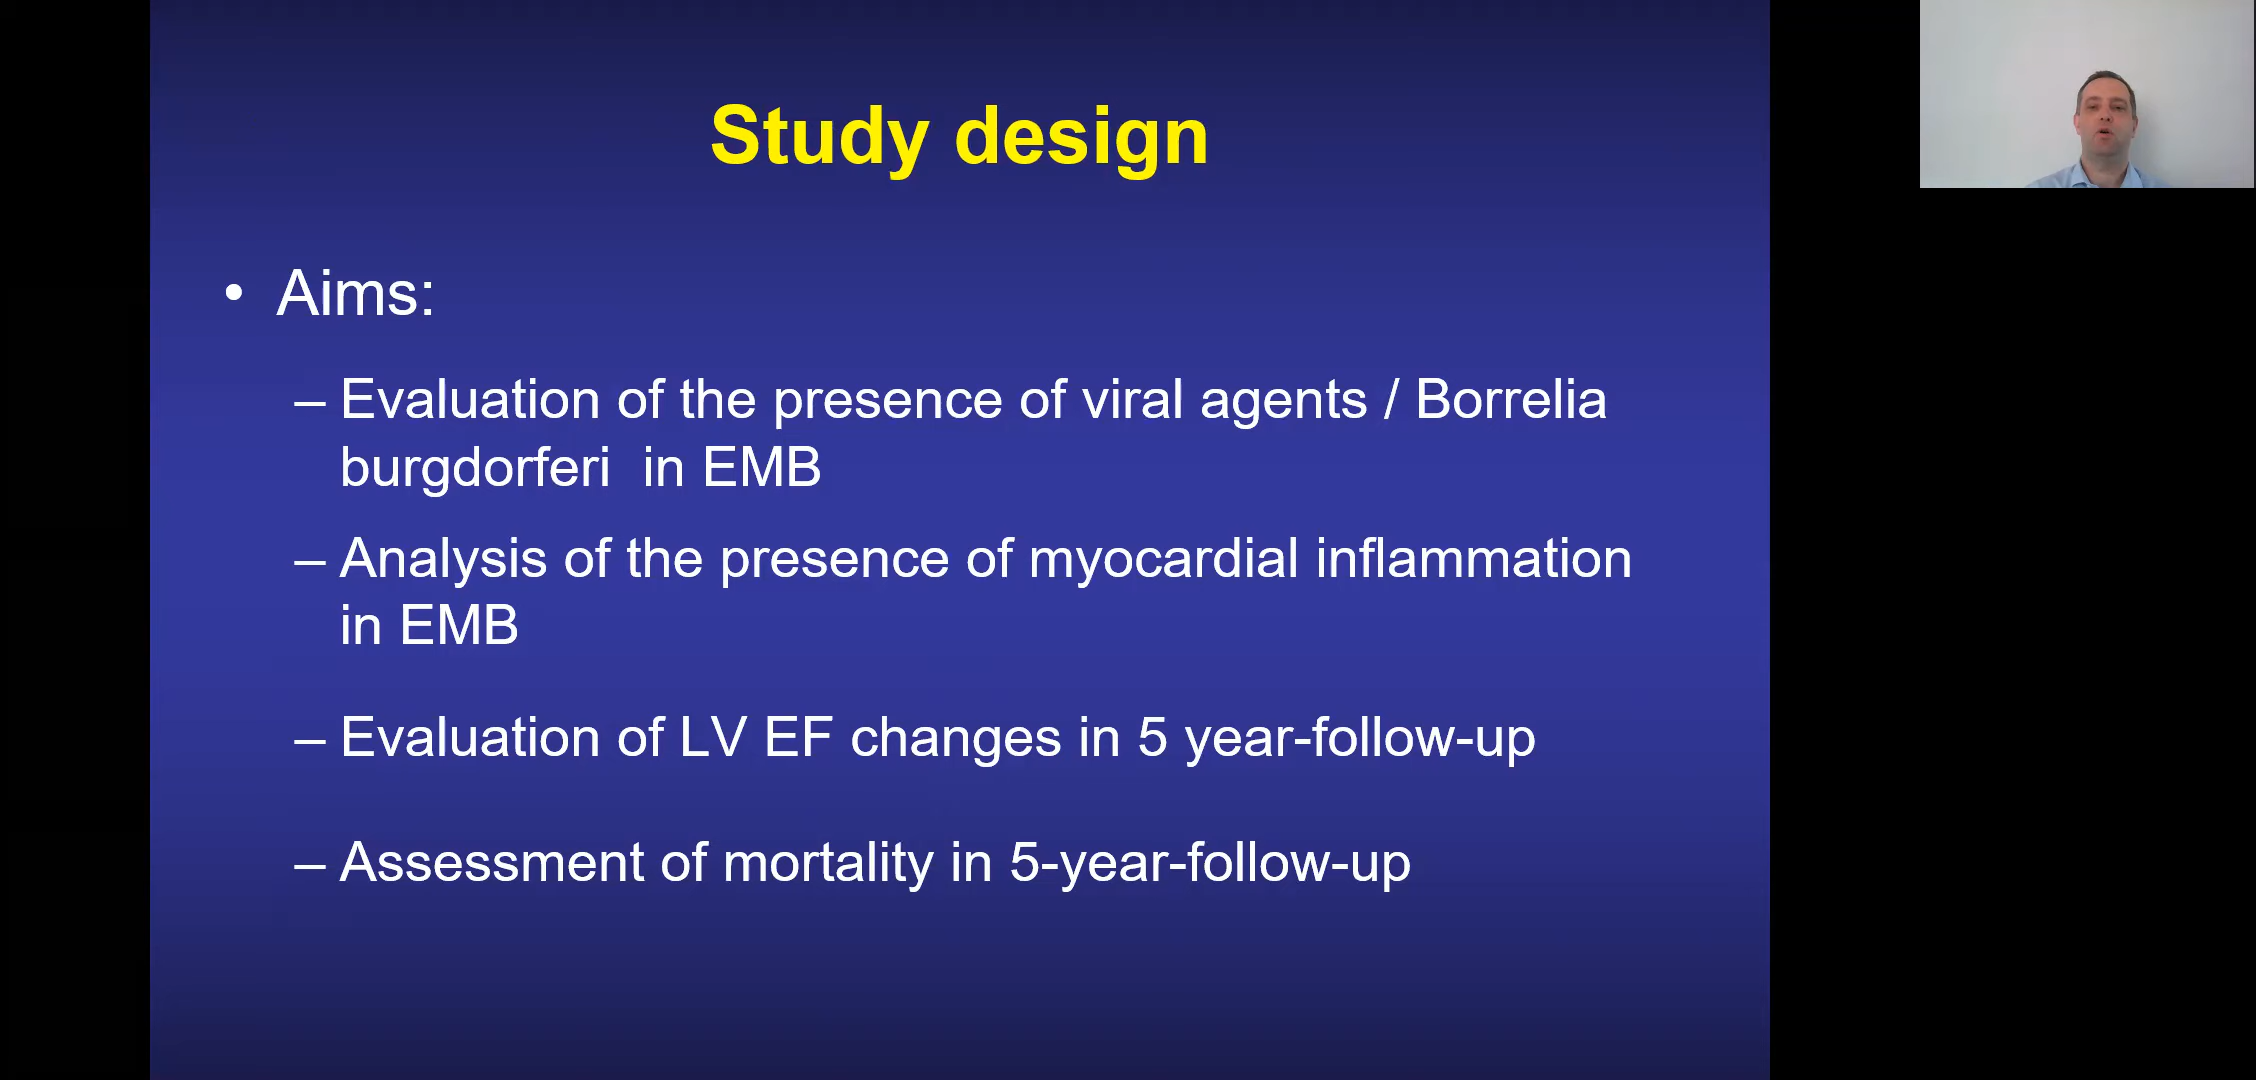 Study design
• Aims:
– Evaluation of the presence of viral agents / Borrelia
burgdorferi  in EMB
– Analysis of the presence of myocardial inflammation
in EMB
– Evaluation of LV EF changes in 5 year-follow-up
– Assessment of mortality in 5-year-follow-up